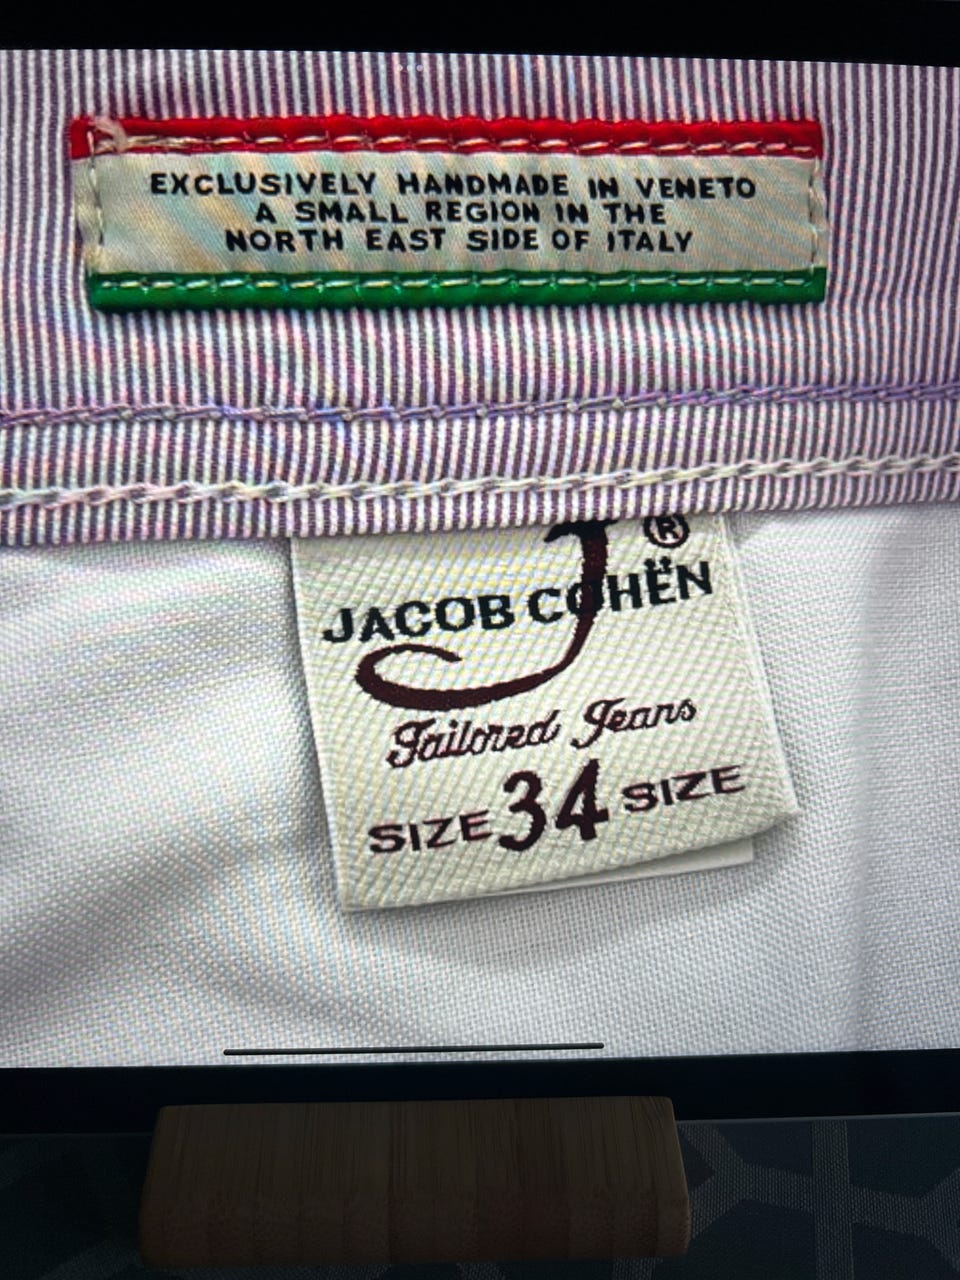 EXCLUSIVELY HANDMADE IN VENETO
A SMALL REGION IN THE
NORTH EAST SIDE OF ITALY
J ®
JACOB COHËN
Tailored Jeans
SIZE 34 SIZE